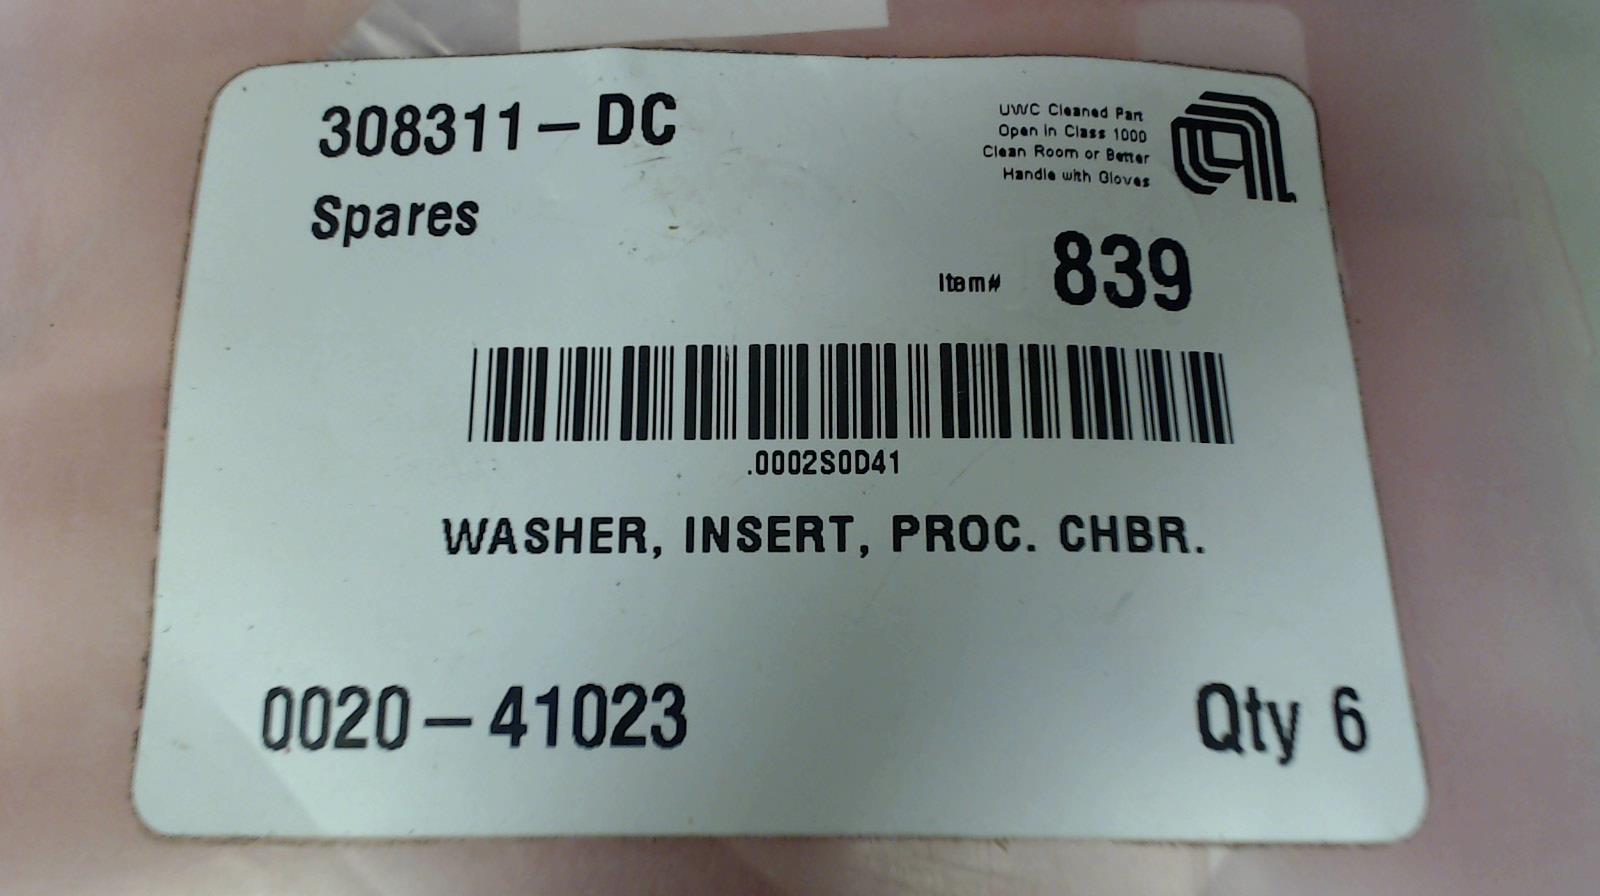 308311-DC
UWC Cleaned Part
Open in Class 1000
Clean Room or Better
Handle with Gloves
Spares
Item# 839
.0002S0D41
WASHER, INSERT, PROC. CHBR.
0020-41023
Qty 6